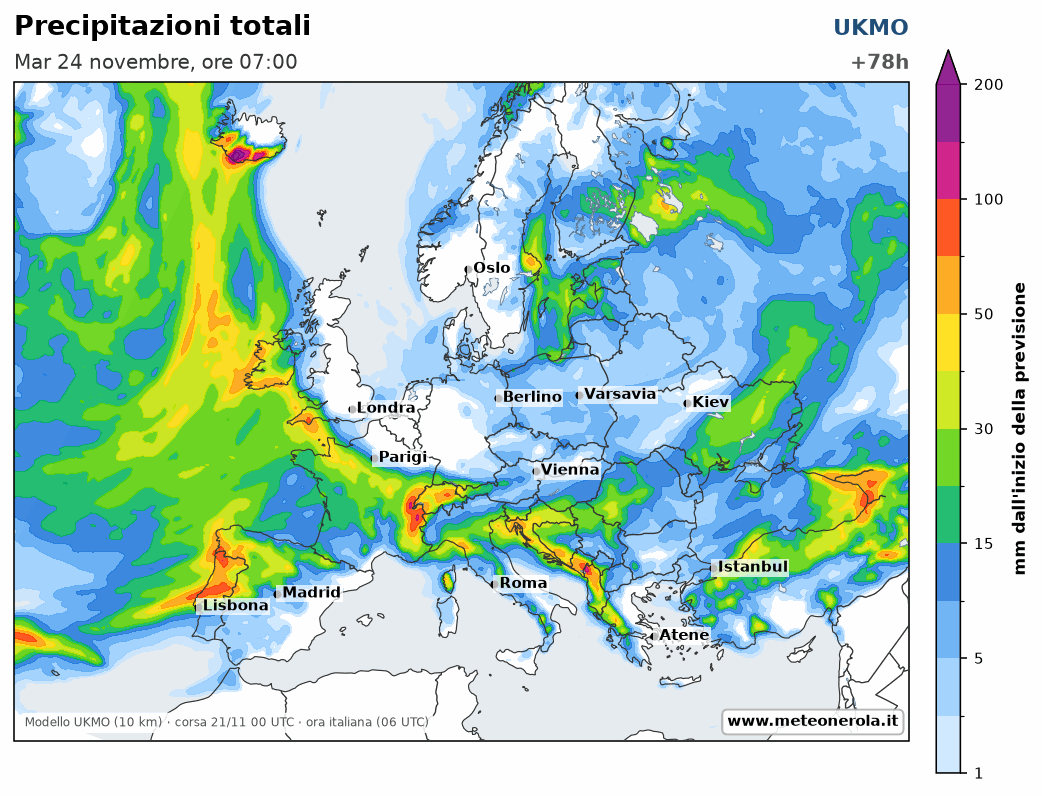 Precipitazioni totali
UKMO
Mar 24 novembre, ore 07:00
+78h
200
100
50
30
15
5
1
mm dall'inizio della previsione
Oslo
Londra
Berlino
Varsavia
Kiev
Parigi
Vienna
Istanbul
Roma
Madrid
Lisbona
Atene
Modello UKMO (10 km) · corsa 21/11 00 UTC · ora italiana (06 UTC)
www.meteonerola.it